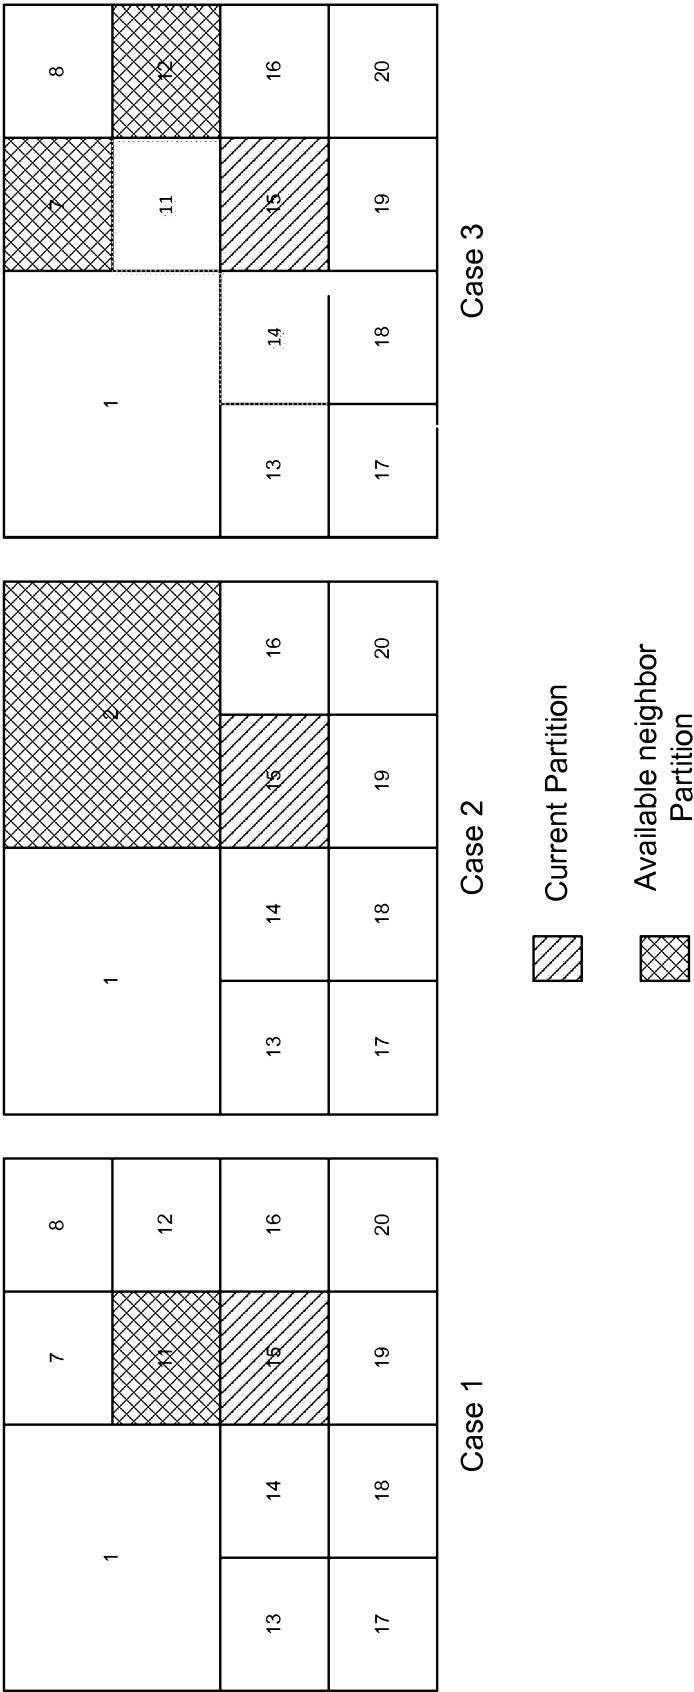 7 8
1
11 12
13 14 15 16
17 18 19 20
Case 1
1 2
13 14 15 16
17 18 19 20
Case 2
7 8
1
11 12
13 14 15 16
17 18 19 20
Case 3
Current Partition
Available neighbor
Partition